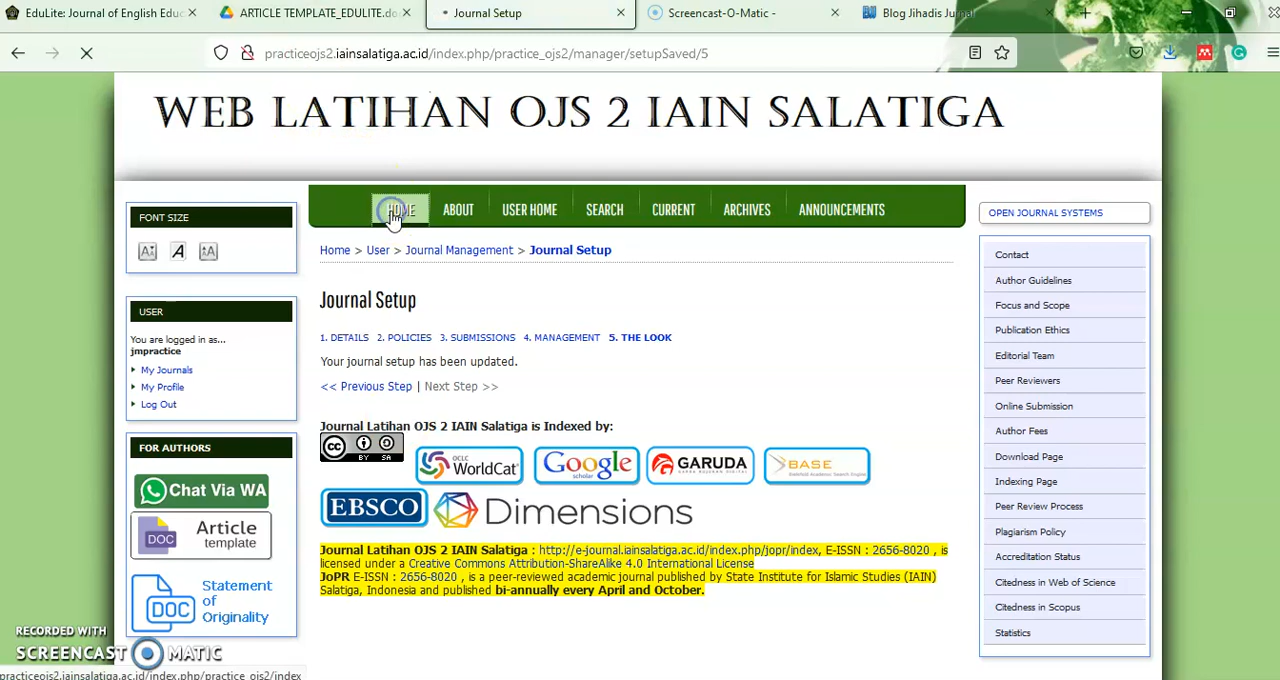 EduLite: Journal of English Educ
ARTICLE TEMPLATE_EDULITE.do
Journal Setup
Screencast-O-Matic -
Blog Jihadis Jurnal
practiceojs2.iainsalatiga.ac.id/index.php/practice_ojs2/manager/setupSaved/5
WEB LATIHAN OJS 2 IAIN SALATIGA
HOME
ABOUT
USER HOME
SEARCH
CURRENT
ARCHIVES
ANNOUNCEMENTS
FONT SIZE
A
A
A
USER
You are logged in as...
jmpractice
My Journals
My Profile
Log Out
FOR AUTHORS
Chat Via WA
DOC
Article
template
DOC
Statement
of
Originality
Home > User > Journal Management > Journal Setup
Journal Setup
1. DETAILS 2. POLICIES 3. SUBMISSIONS 4. MANAGEMENT 5. THE LOOK
Your journal setup has been updated.
<< Previous Step | Next Step >>
Journal Latihan OJS 2 IAIN Salatiga is Indexed by:
cc BY SA
OCLC
WorldCat
Google
scholar
GARUDA
BASE
EBSCO
Dimensions
Journal Latihan OJS 2 IAIN Salatiga : http://e-journal.iainsalatiga.ac.id/index.php/jopr/index, E-ISSN : 2656-8020 , is
licensed under a Creative Commons Attribution-ShareAlike 4.0 International License
JoPR E-ISSN : 2656-8020 , is a peer-reviewed academic journal published by State Institute for Islamic Studies (IAIN)
Salatiga, Indonesia and published bi-annually every April and October.
OPEN JOURNAL SYSTEMS
Contact
Author Guidelines
Focus and Scope
Publication Ethics
Editorial Team
Peer Reviewers
Online Submission
Author Fees
Download Page
Indexing Page
Peer Review Process
Plagiarism Policy
Accreditation Status
Citedness in Web of Science
Citedness in Scopus
Statistics
RECORDED WITH
SCREENCAST MATIC
practiceojs2.iainsalatiga.ac.id/index.php/practice_ojs2/index